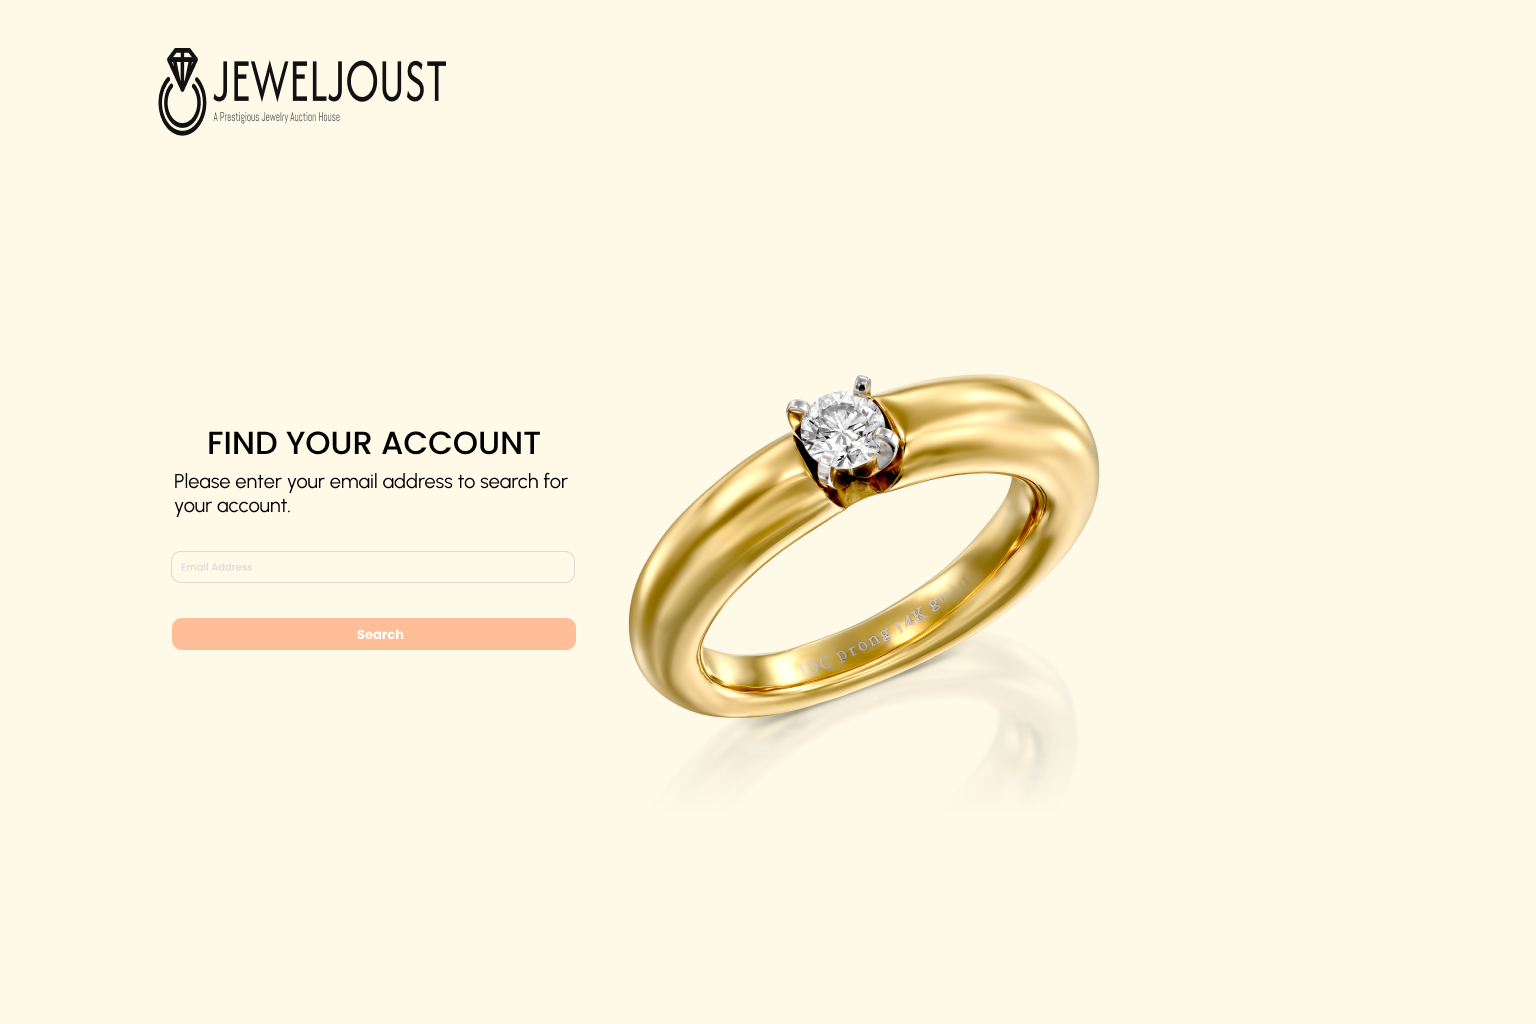 JEWELJOUST
A Prestigious Jewelry Auction House
FIND YOUR ACCOUNT
Please enter your email address to search for
your account.
Email Address
Search
prong 14K